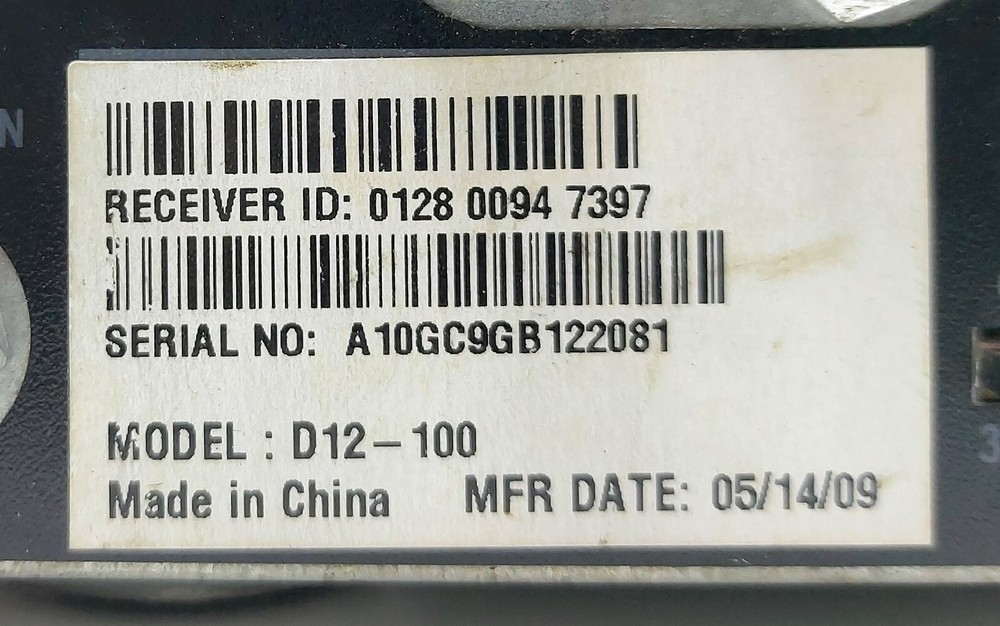 N
RECEIVER ID: 0128 0094 7397
SERIAL NO: A10GC9GB122081
MODEL : D12-100
Made in China MFR DATE: 05/14/09
3